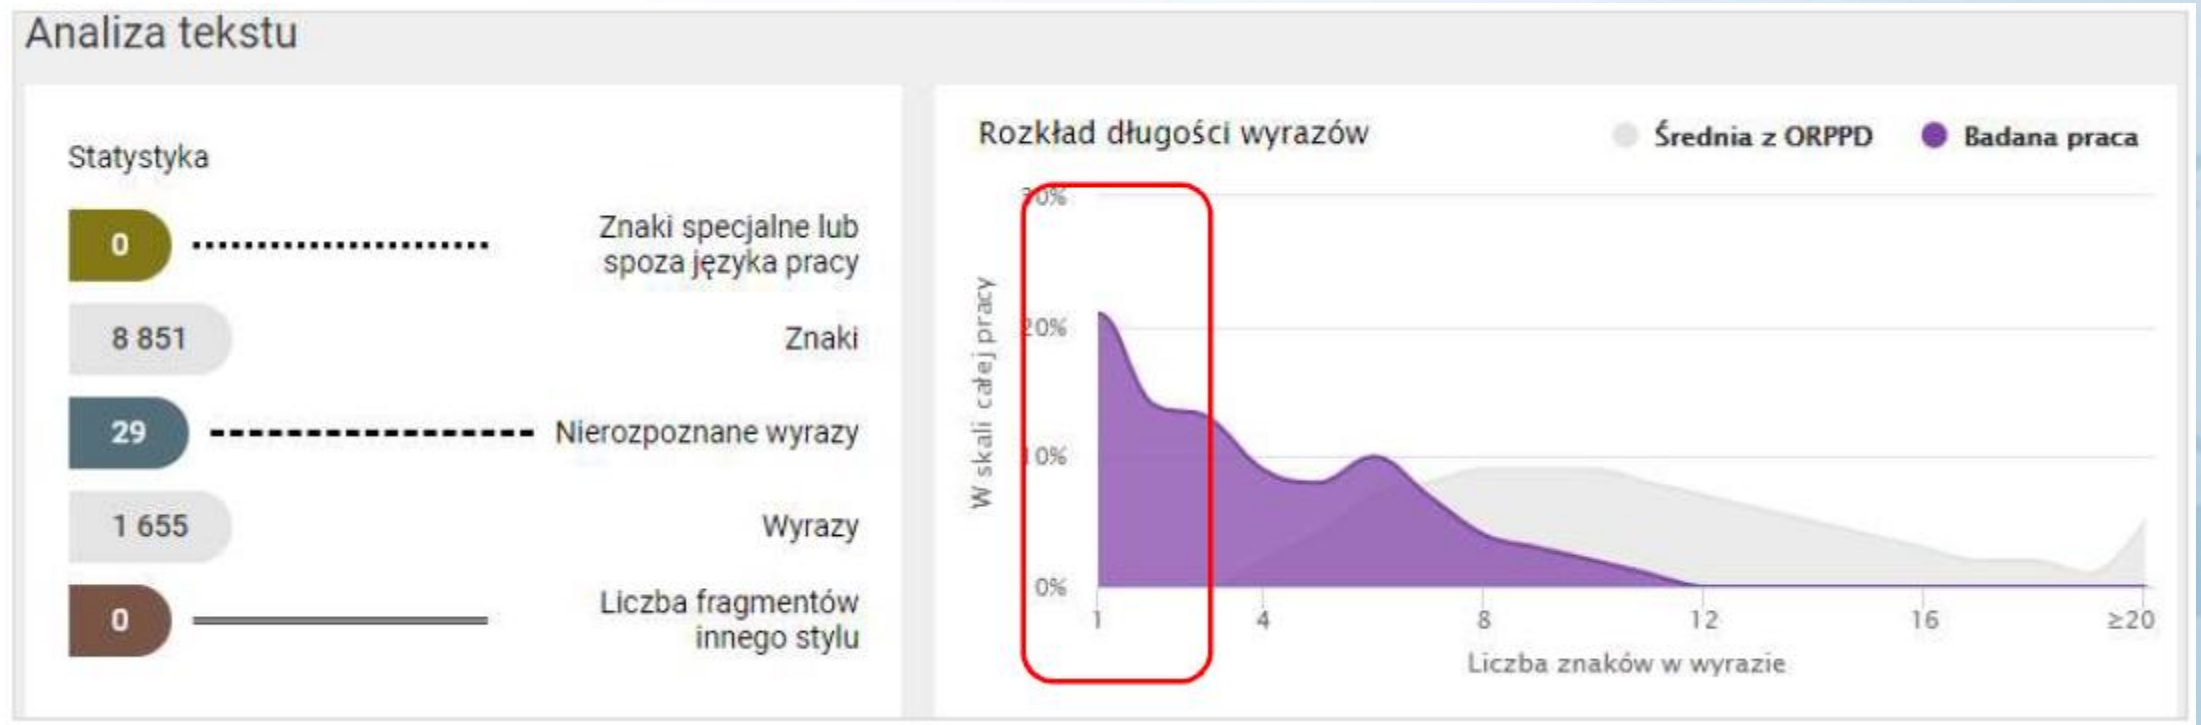 Analiza tekstu
Statystyka
0
Znaki specjalne lub
spoza języka pracy
8 851
Znaki
29
Nierozpoznane wyrazy
1 655
Wyrazy
0
Liczba fragmentów
innego stylu
Rozkład długości wyrazów
Średnia z ORPPD
Badana praca
W skali całej pracy
30%
20%
10%
0%
1
4
8
12
16
≥20
Liczba znaków w wyrazie